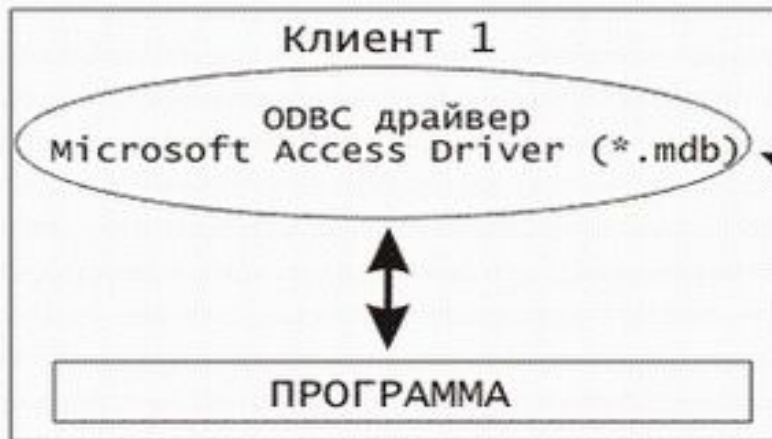 Клиент 1
ODBC драйвер
Microsoft Access Driver (*.mdb)
ПРОГРАММА